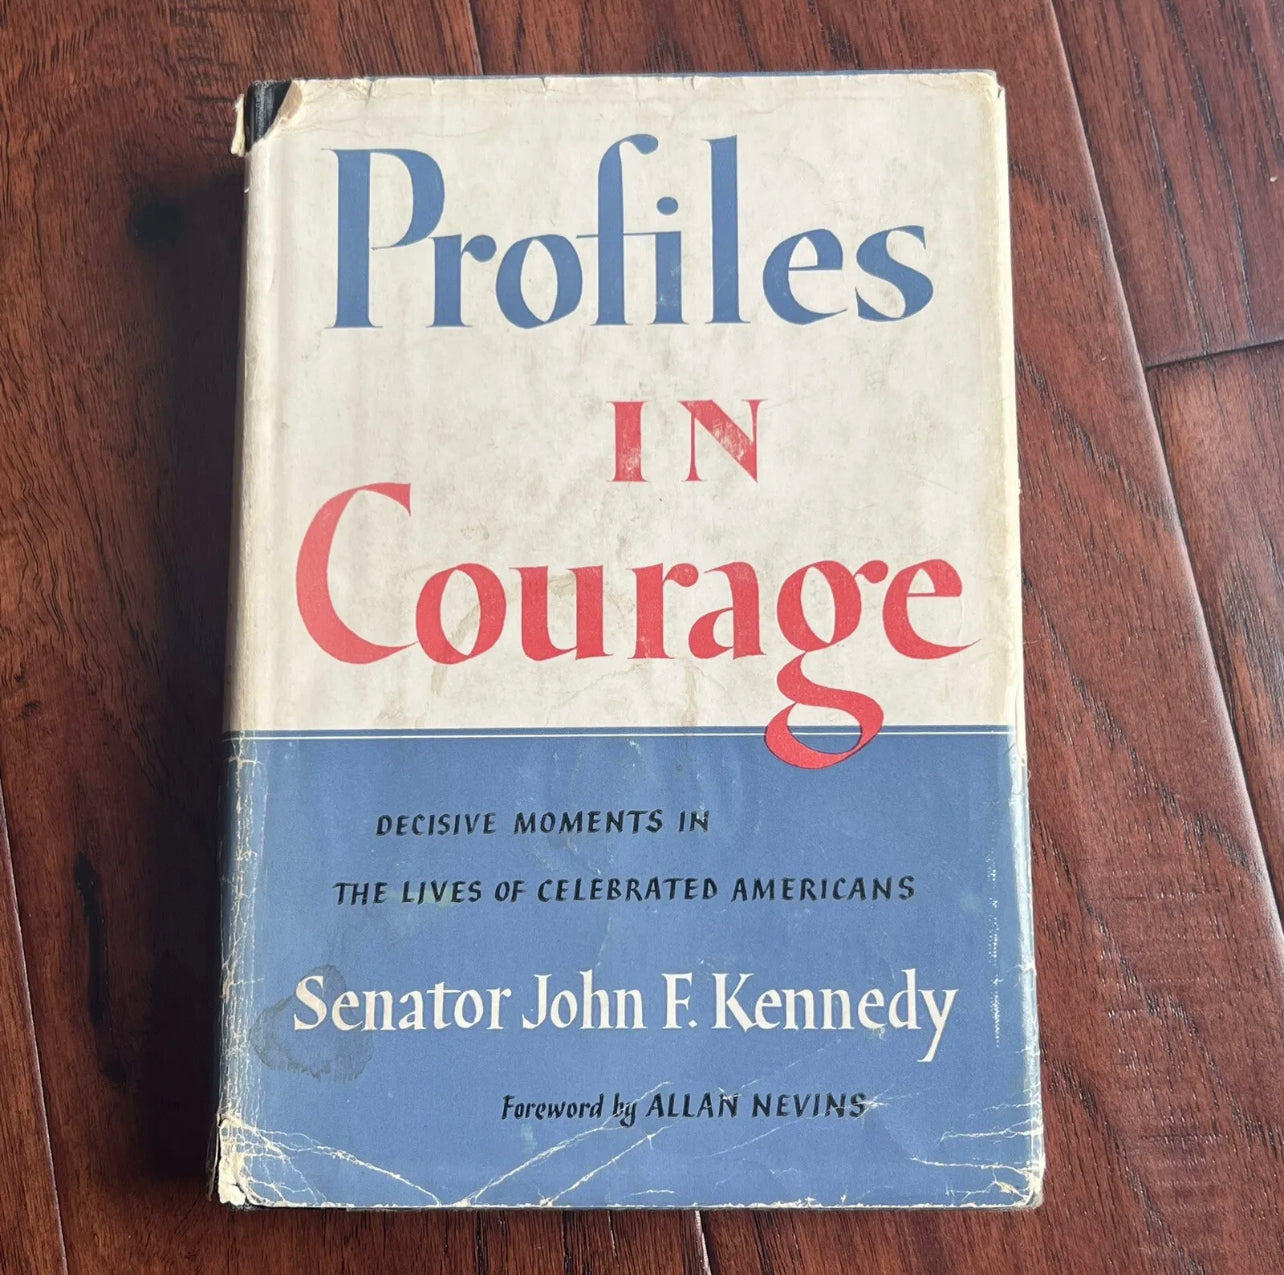 Profiles
IN
Courage
DECISIVE MOMENTS IN
THE LIVES OF CELEBRATED AMERICANS
Senator John F. Kennedy
Foreword by ALLAN NEVINS